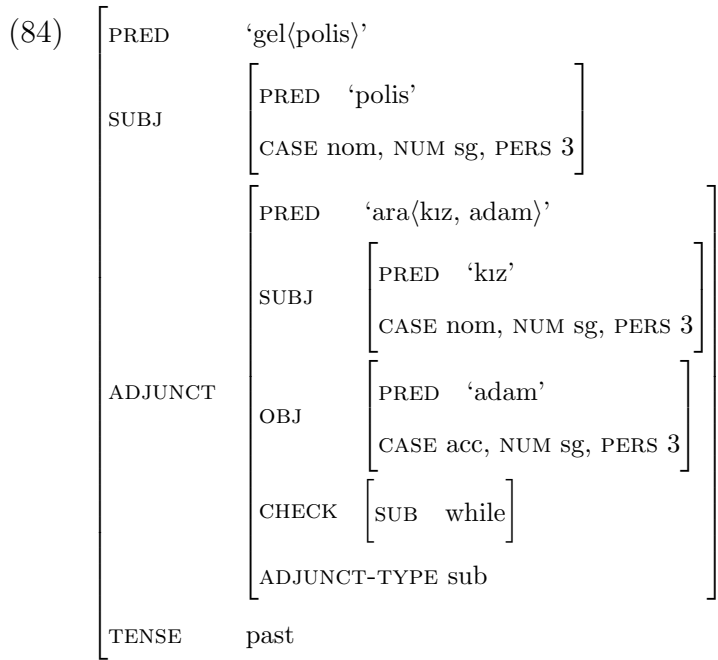 (84)
PRED ‘gel⟨polis⟩’
SUBJ
PRED ‘polis’
CASE nom, NUM sg, PERS 3
ADJUNCT
PRED ‘ara⟨kız, adam⟩’
SUBJ
PRED ‘kız’
CASE nom, NUM sg, PERS 3
OBJ
PRED ‘adam’
CASE acc, NUM sg, PERS 3
CHECK SUB while
ADJUNCT-TYPE sub
TENSE past